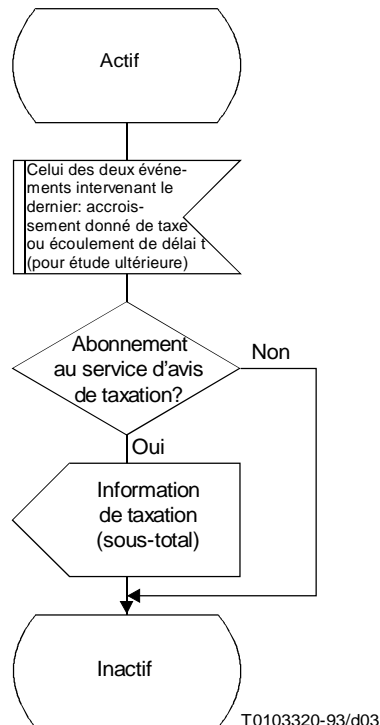 Actif
Celui des deux événe-
ments intervenant le
dernier: accrois-
sement donné de taxe
ou écoulement de délai t
(pour étude ultérieure)
Abonnement
au service d'avis
de taxation?
Non
Oui
Information
de taxation
(sous-total)
Inactif
T0103320-93/d03